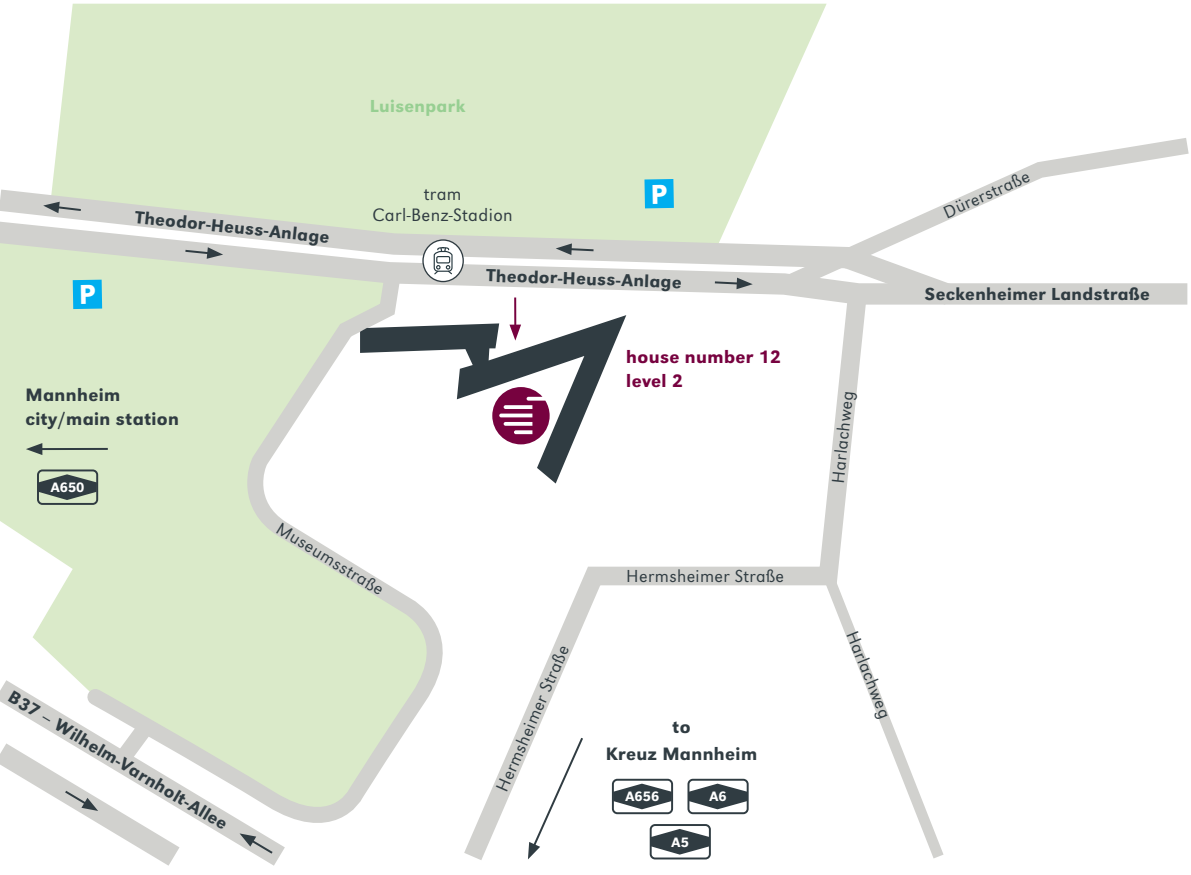 Luisenpark
tram
Carl-Benz-Stadion
P
Dürerstraße
Theodor-Heuss-Anlage
Theodor-Heuss-Anlage
P
Seckenheimer Landstraße
house number 12
level 2
Mannheim
city/main station
A650
Harlachweg
Museumsstraße
Hermsheimer Straße
Hermsheimer Straße
Harlachweg
B37 – Wilhelm-Varnholt-Allee
to
Kreuz Mannheim
A656
A6
A5